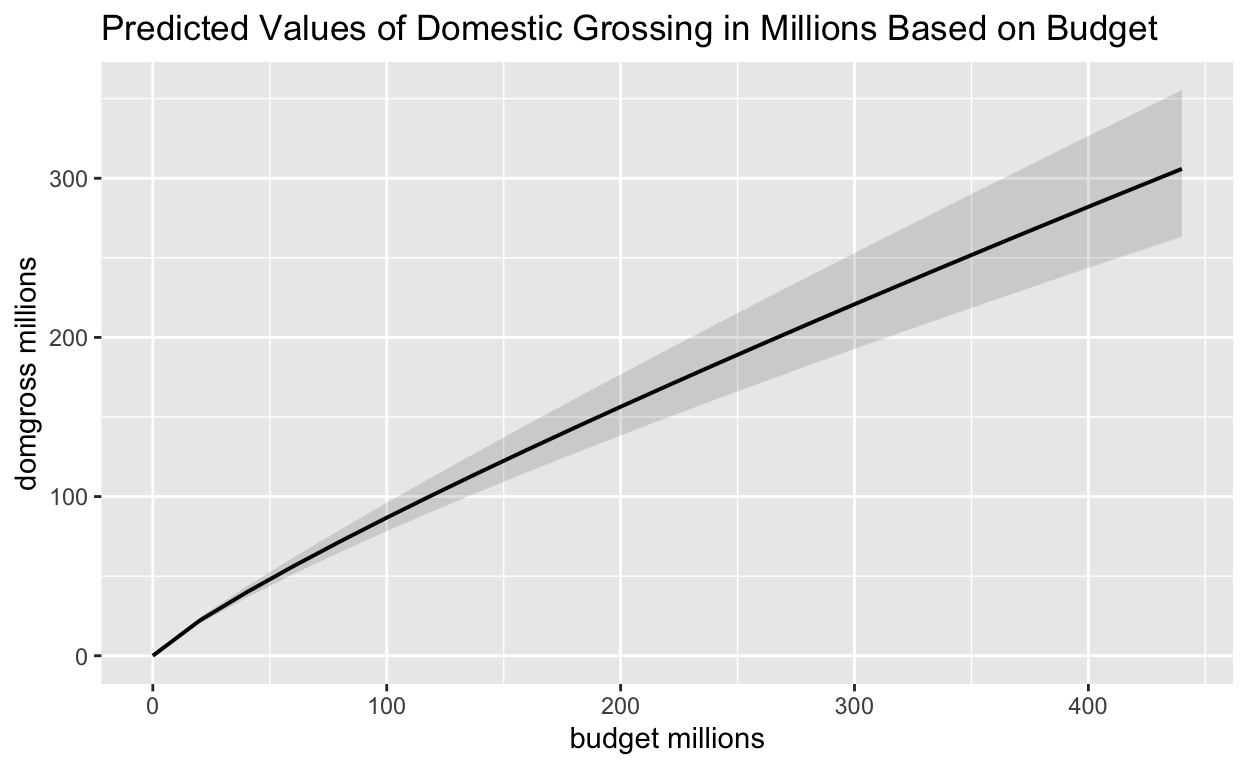 Predicted Values of Domestic Grossing in Millions Based on Budget
300
200
100
0
domgross millions
0 100 200 300 400
budget millions